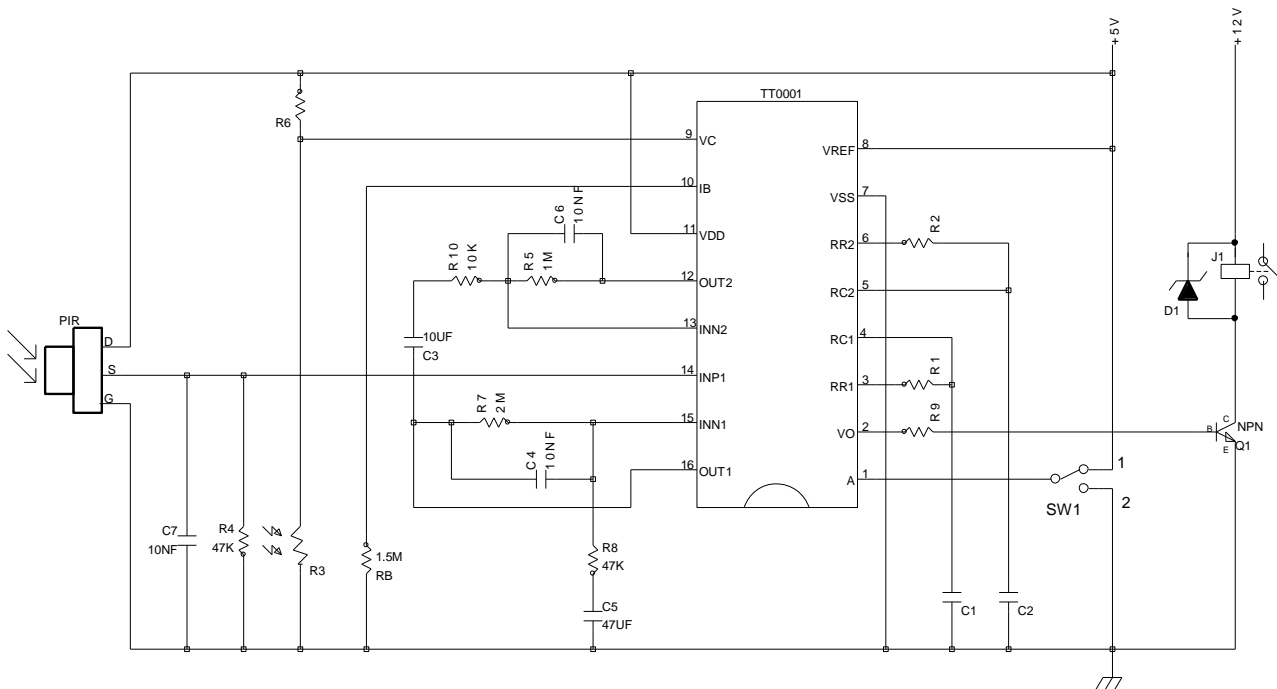 +5V
+12V
TT0001
R6
9 VC
VREF 8
10 IB
C6
10NF
VSS 7
11 VDD
R2
RR2 6
R10
10K
R5
1M
12 OUT2
RC2 5
J1
D1
PIR
D
13 INN2
10UF
C3
RC1 4
S
14 INP1
RR1 3
R1
G
R7
2M
15 INN1
VO 2
R9
B
C
E
NPN
Q1
C4
10NF
16 OUT1
A 1
1
SW1
2
C7
10NF
R4
47K
R3
1.5M
RB
R8
47K
C5
47UF
C1
C2